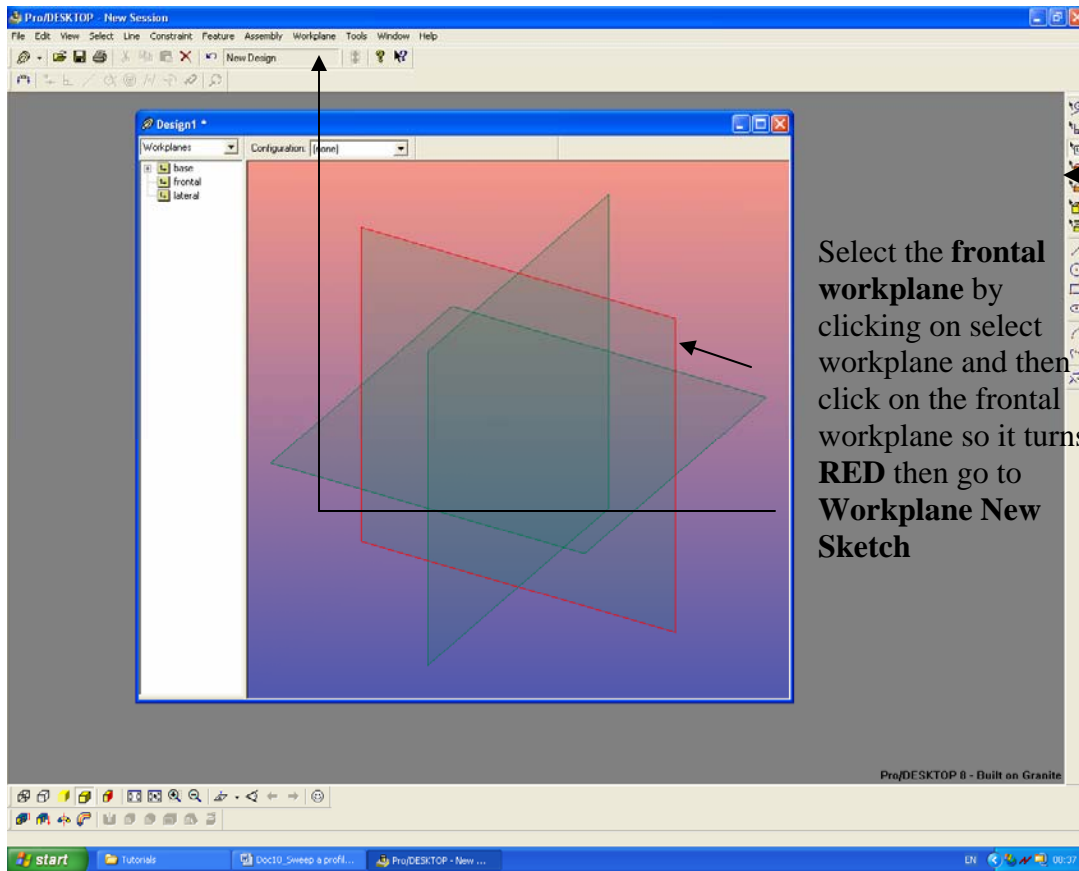 Pro/DESKTOP - New Session
File Edit View Select Line Constraint Feature Assembly Workplane Tools Window Help
New Design
Design1 *
Workplanes Configuration: (none)
base
frontal
lateral
Select the frontal
workplane by
clicking on select
workplane and then
click on the frontal
workplane so it turns
RED then go to
Workplane New
Sketch
Pro/DESKTOP 8 - Built on Granite
start Tutorials Doc10_Sweep a profil... Pro/DESKTOP - New ... EN 08:37